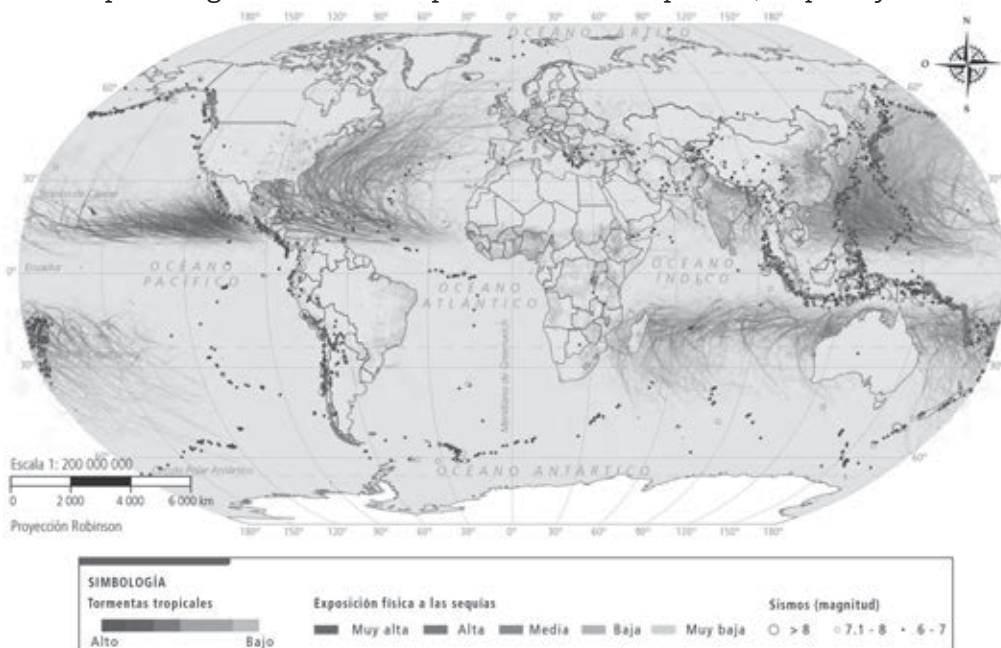 180° 150° 120° 90° 60° 30° 0° 30° 60° 90° 120° 150° 180°
OCÉANO ÁRTICO
N
O
S
60° 60°
30° 30°
Trópico de Cáncer
0° Ecuador
OCÉANO
PACÍFICO
OCÉANO
ATLÁNTICO
OCÉANO
ÍNDICO
Meridiano de Greenwich
30° 30°
60°
OCÉANO ANTÁRTICO
Círculo Polar Antártico
Escala 1: 200 000 000
0 2 000 4 000 6 000 km
Proyección Robinson
180° 150° 120° 90° 60° 30° 0° 30° 60° 90° 120° 150° 180°
SIMBOLOGÍA
Tormentas tropicales
Alto Bajo
Exposición física a las sequías
Muy alta Alta Media Baja Muy baja
Sismos (magnitud)
> 8 7.1 - 8 6 - 7